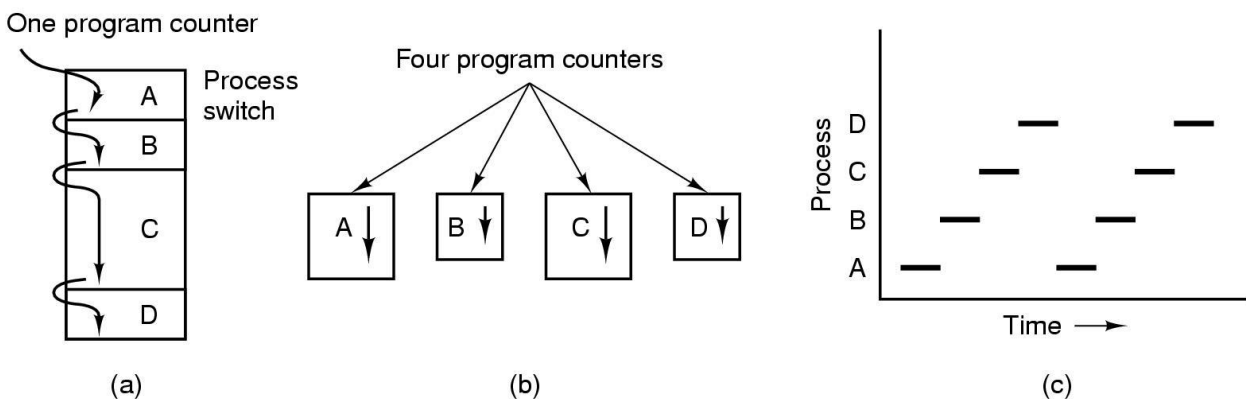 One program counter
Process
switch
A
B
C
D
(a)
Four program counters
A
B
C
D
(b)
Process
D
C
B
A
Time
(c)